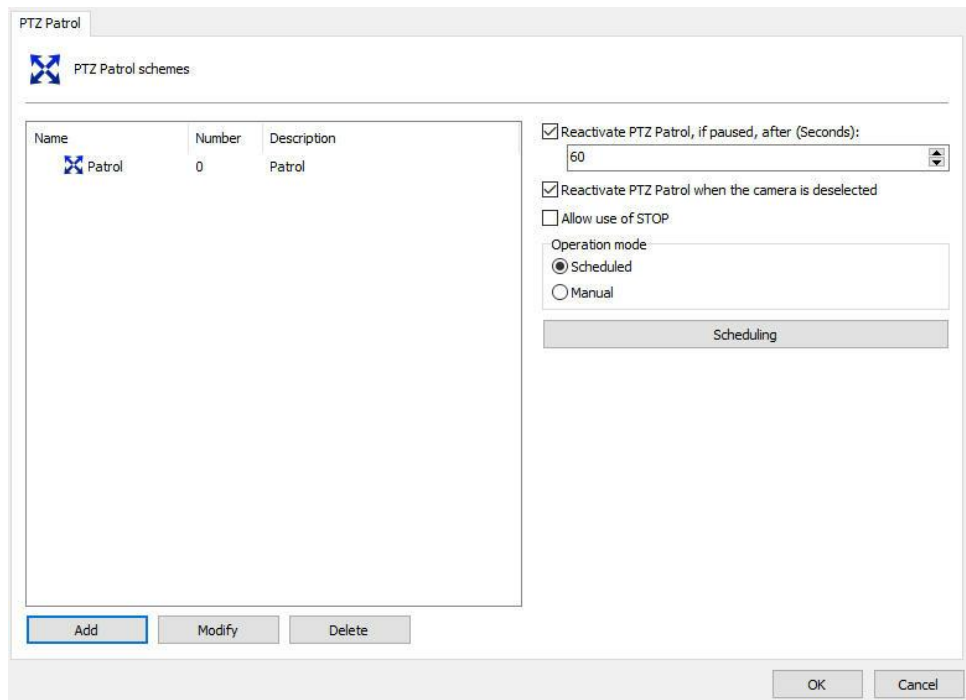 PTZ Patrol
PTZ Patrol schemes
Name Number Description
Patrol 0 Patrol
Reactivate PTZ Patrol, if paused, after (Seconds):
60
Reactivate PTZ Patrol when the camera is deselected
Allow use of STOP
Operation mode
Scheduled
Manual
Scheduling
Add Modify Delete
OK Cancel